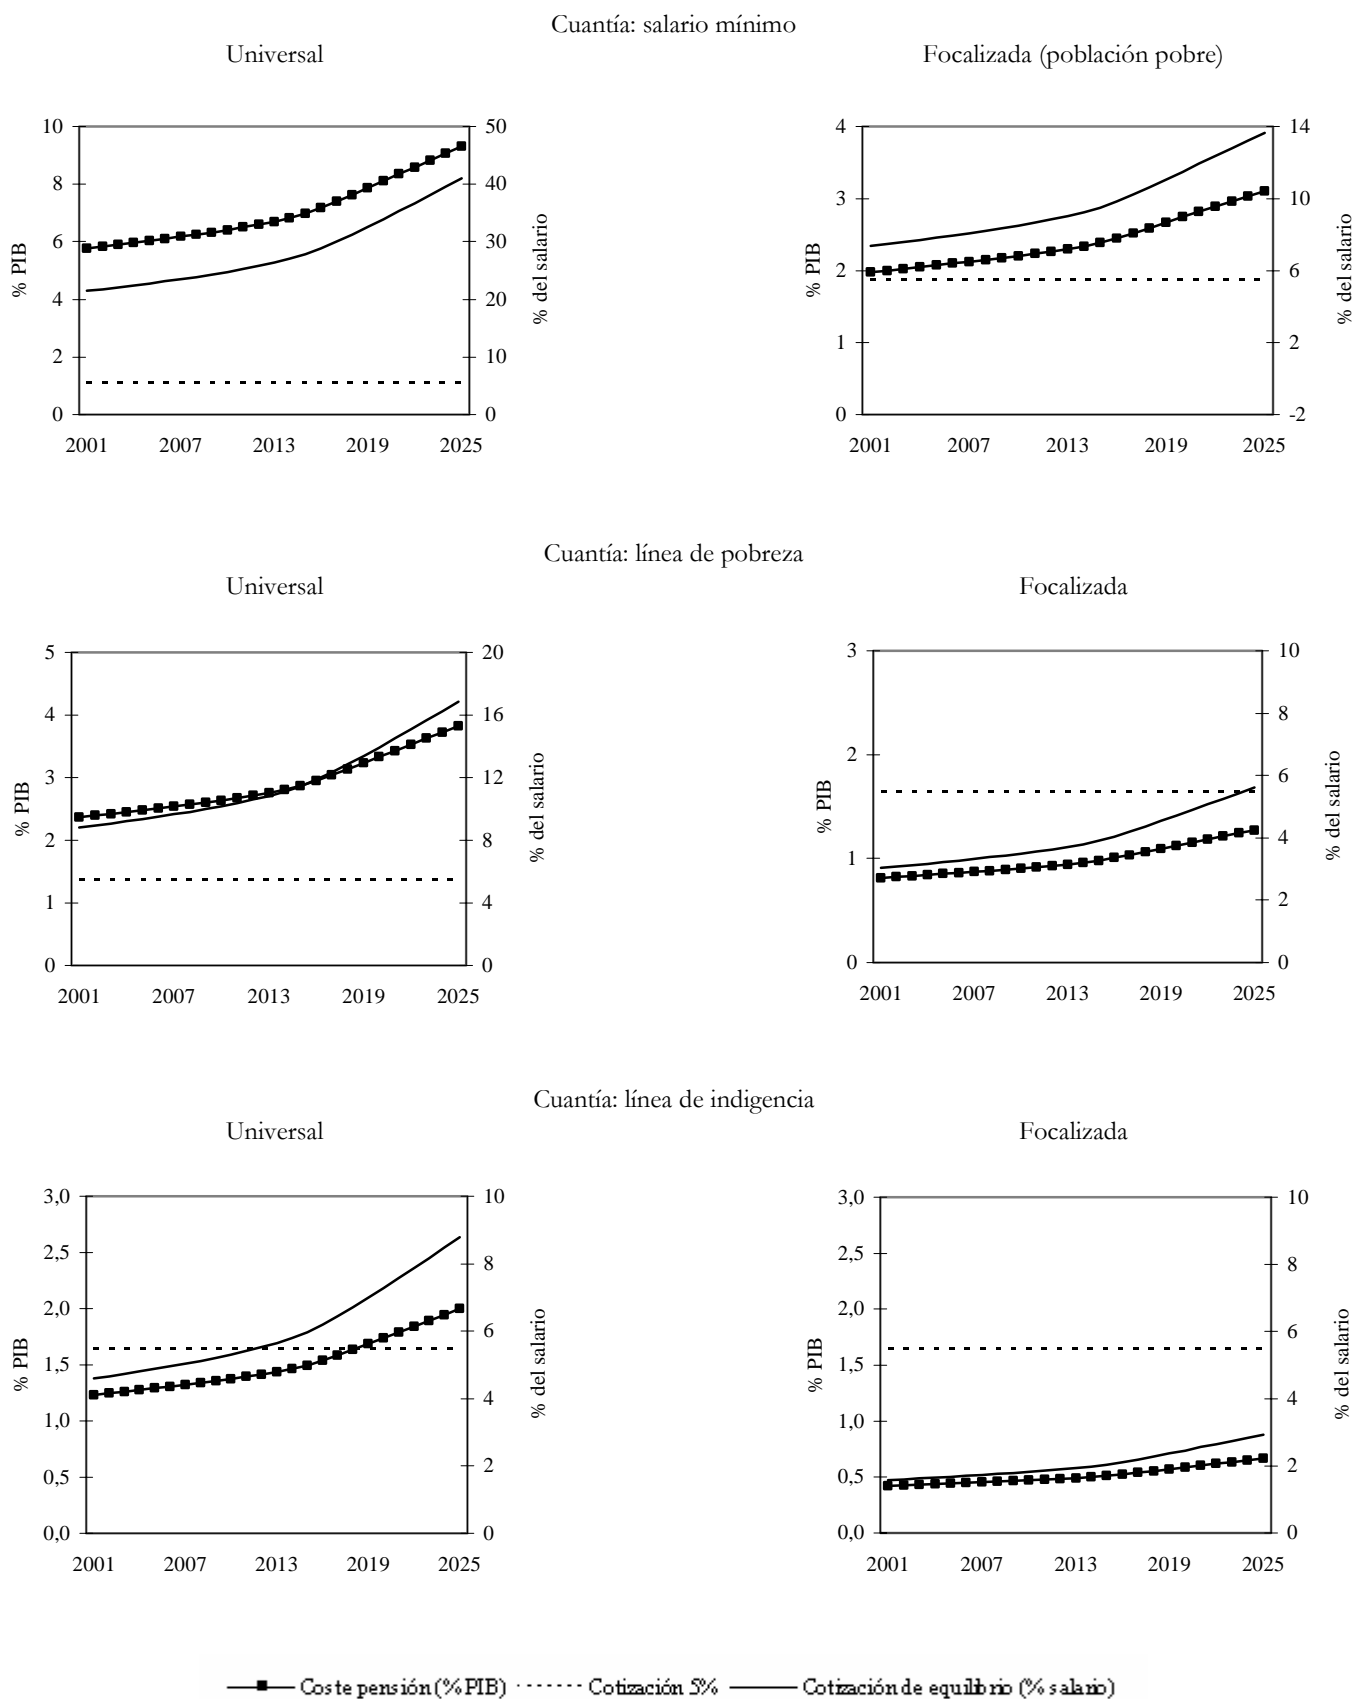 Cuantía: salario mínimo
Universal
Focalizada (población pobre)
10
8
6
4
2
0
% PIB
50
40
30
20
10
0
% del salario
2001 2007 2013 2019 2025
4
3
2
1
0
% PIB
14
10
6
2
-2
% del salario
2001 2007 2013 2019 2025
Cuantía: línea de pobreza
Universal
Focalizada
5
4
3
2
1
0
% PIB
20
16
12
8
4
0
% del salario
2001 2007 2013 2019 2025
3
2
1
0
% PIB
10
8
6
4
2
0
% del salario
2001 2007 2013 2019 2025
Cuantía: línea de indigencia
Universal
Focalizada
3,0
2,5
2,0
1,5
1,0
0,5
0,0
% PIB
10
8
6
4
2
0
% del salario
2001 2007 2013 2019 2025
3,0
2,5
2,0
1,5
1,0
0,5
0,0
% PIB
10
8
6
4
2
0
% del salario
2001 2007 2013 2019 2025
Coste pensión (% PIB) Cotización 5% Cotización de equilibrio (% salario)